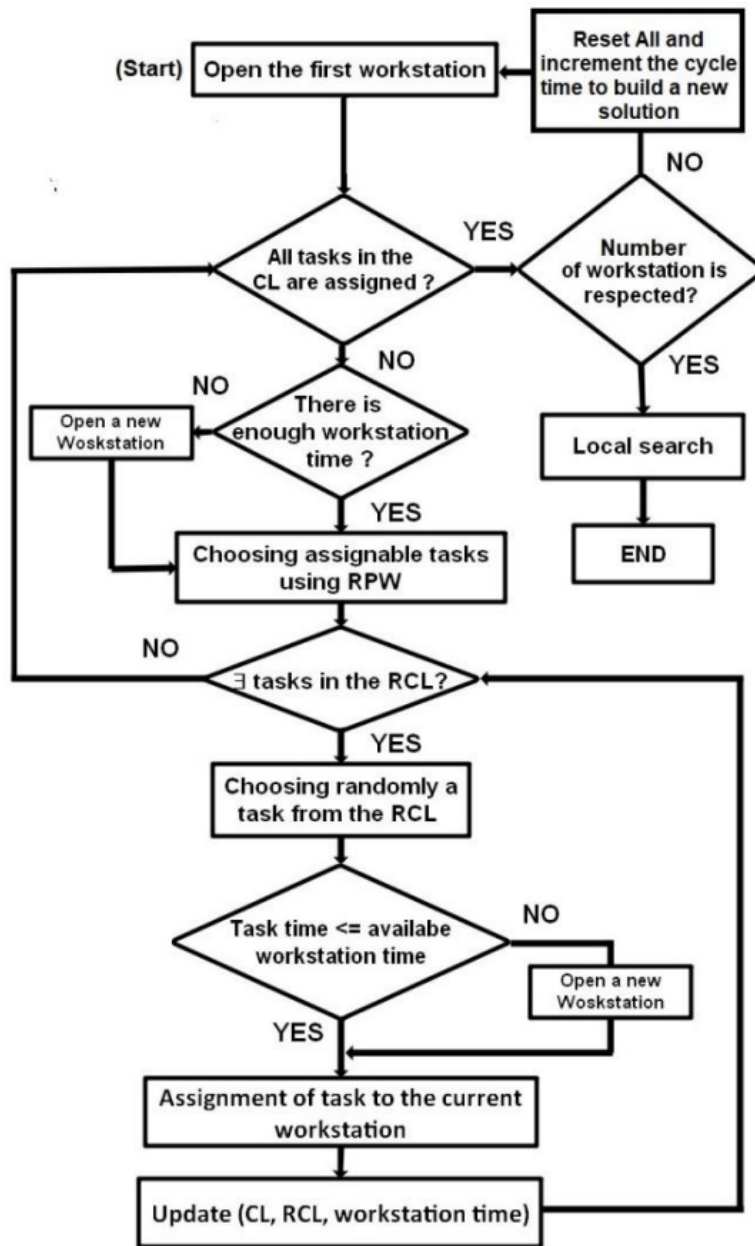 (Start)
Open the first workstation
Reset All and
increment the cycle
time to build a new
solution
NO
All tasks in the
CL are assigned ?
YES
Number
of workstation is
respected?
NO
YES
NO
There is
enough workstation
time ?
Open a new
Woskstation
Local search
YES
END
Choosing assignable tasks
using RPW
NO
∃ tasks in the RCL?
YES
Choosing randomly a
task from the RCL
Task time <= availabe
workstation time
NO
Open a new
Woskstation
YES
Assignment of task to the current
workstation
Update (CL, RCL, workstation time)